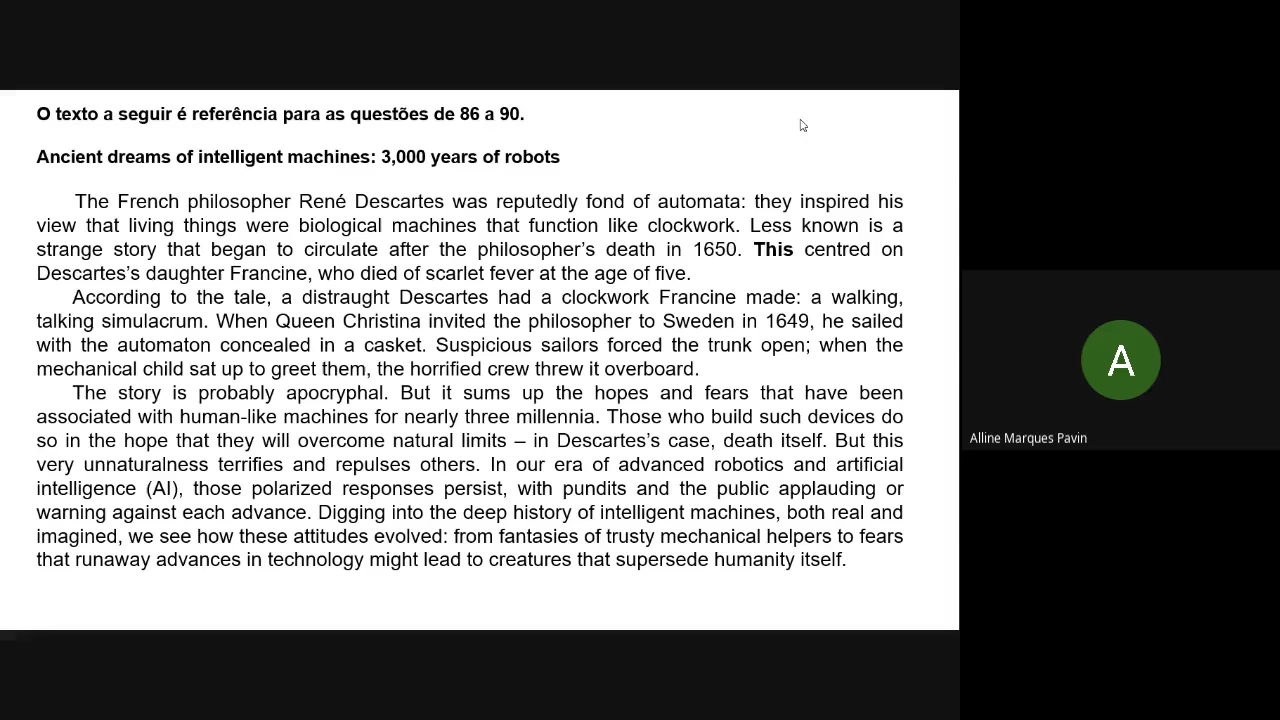 O texto a seguir é referência para as questões de 86 a 90.
Ancient dreams of intelligent machines: 3,000 years of robots
The French philosopher René Descartes was reputedly fond of automata: they inspired his
view that living things were biological machines that function like clockwork. Less known is a
strange story that began to circulate after the philosopher's death in 1650. This centred on
Descartes's daughter Francine, who died of scarlet fever at the age of five.
According to the tale, a distraught Descartes had a clockwork Francine made: a walking,
talking simulacrum. When Queen Christina invited the philosopher to Sweden in 1649, he sailed
with the automaton concealed in a casket. Suspicious sailors forced the trunk open; when the
mechanical child sat up to greet them, the horrified crew threw it overboard.
The story is probably apocryphal. But it sums up the hopes and fears that have been
associated with human-like machines for nearly three millennia. Those who build such devices do
so in the hope that they will overcome natural limits – in Descartes's case, death itself. But this
very unnaturalness terrifies and repulses others. In our era of advanced robotics and artificial
intelligence (AI), those polarized responses persist, with pundits and the public applauding or
warning against each advance. Digging into the deep history of intelligent machines, both real and
imagined, we see how these attitudes evolved: from fantasies of trusty mechanical helpers to fears
that runaway advances in technology might lead to creatures that supersede humanity itself.
A
Alline Marques Pavin